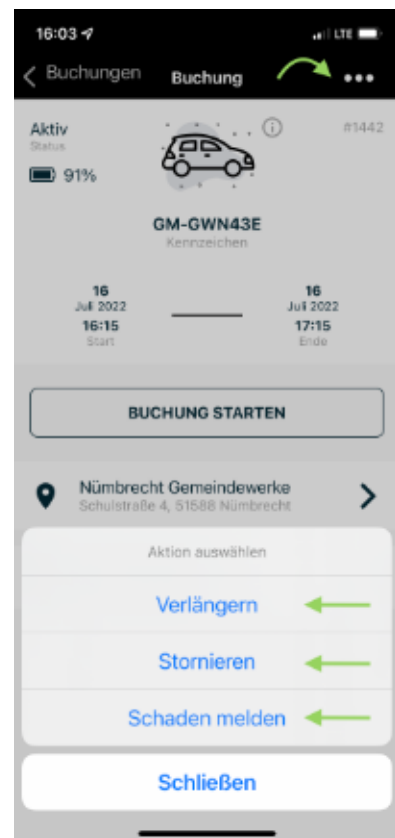 16:03
LTE
Buchungen
Buchung
Aktiv
#1442
Status
91%
GM-GWN43E
Kennzeichen
16
Juli 2022
16:15
Start
16
Juli 2022
17:15
Ende
BUCHUNG STARTEN
Nümbrecht Gemeindewerke
Schulstraße 4, 51588 Nümbrecht
Aktion auswählen
Verlängern
Stornieren
Schaden melden
Schließen